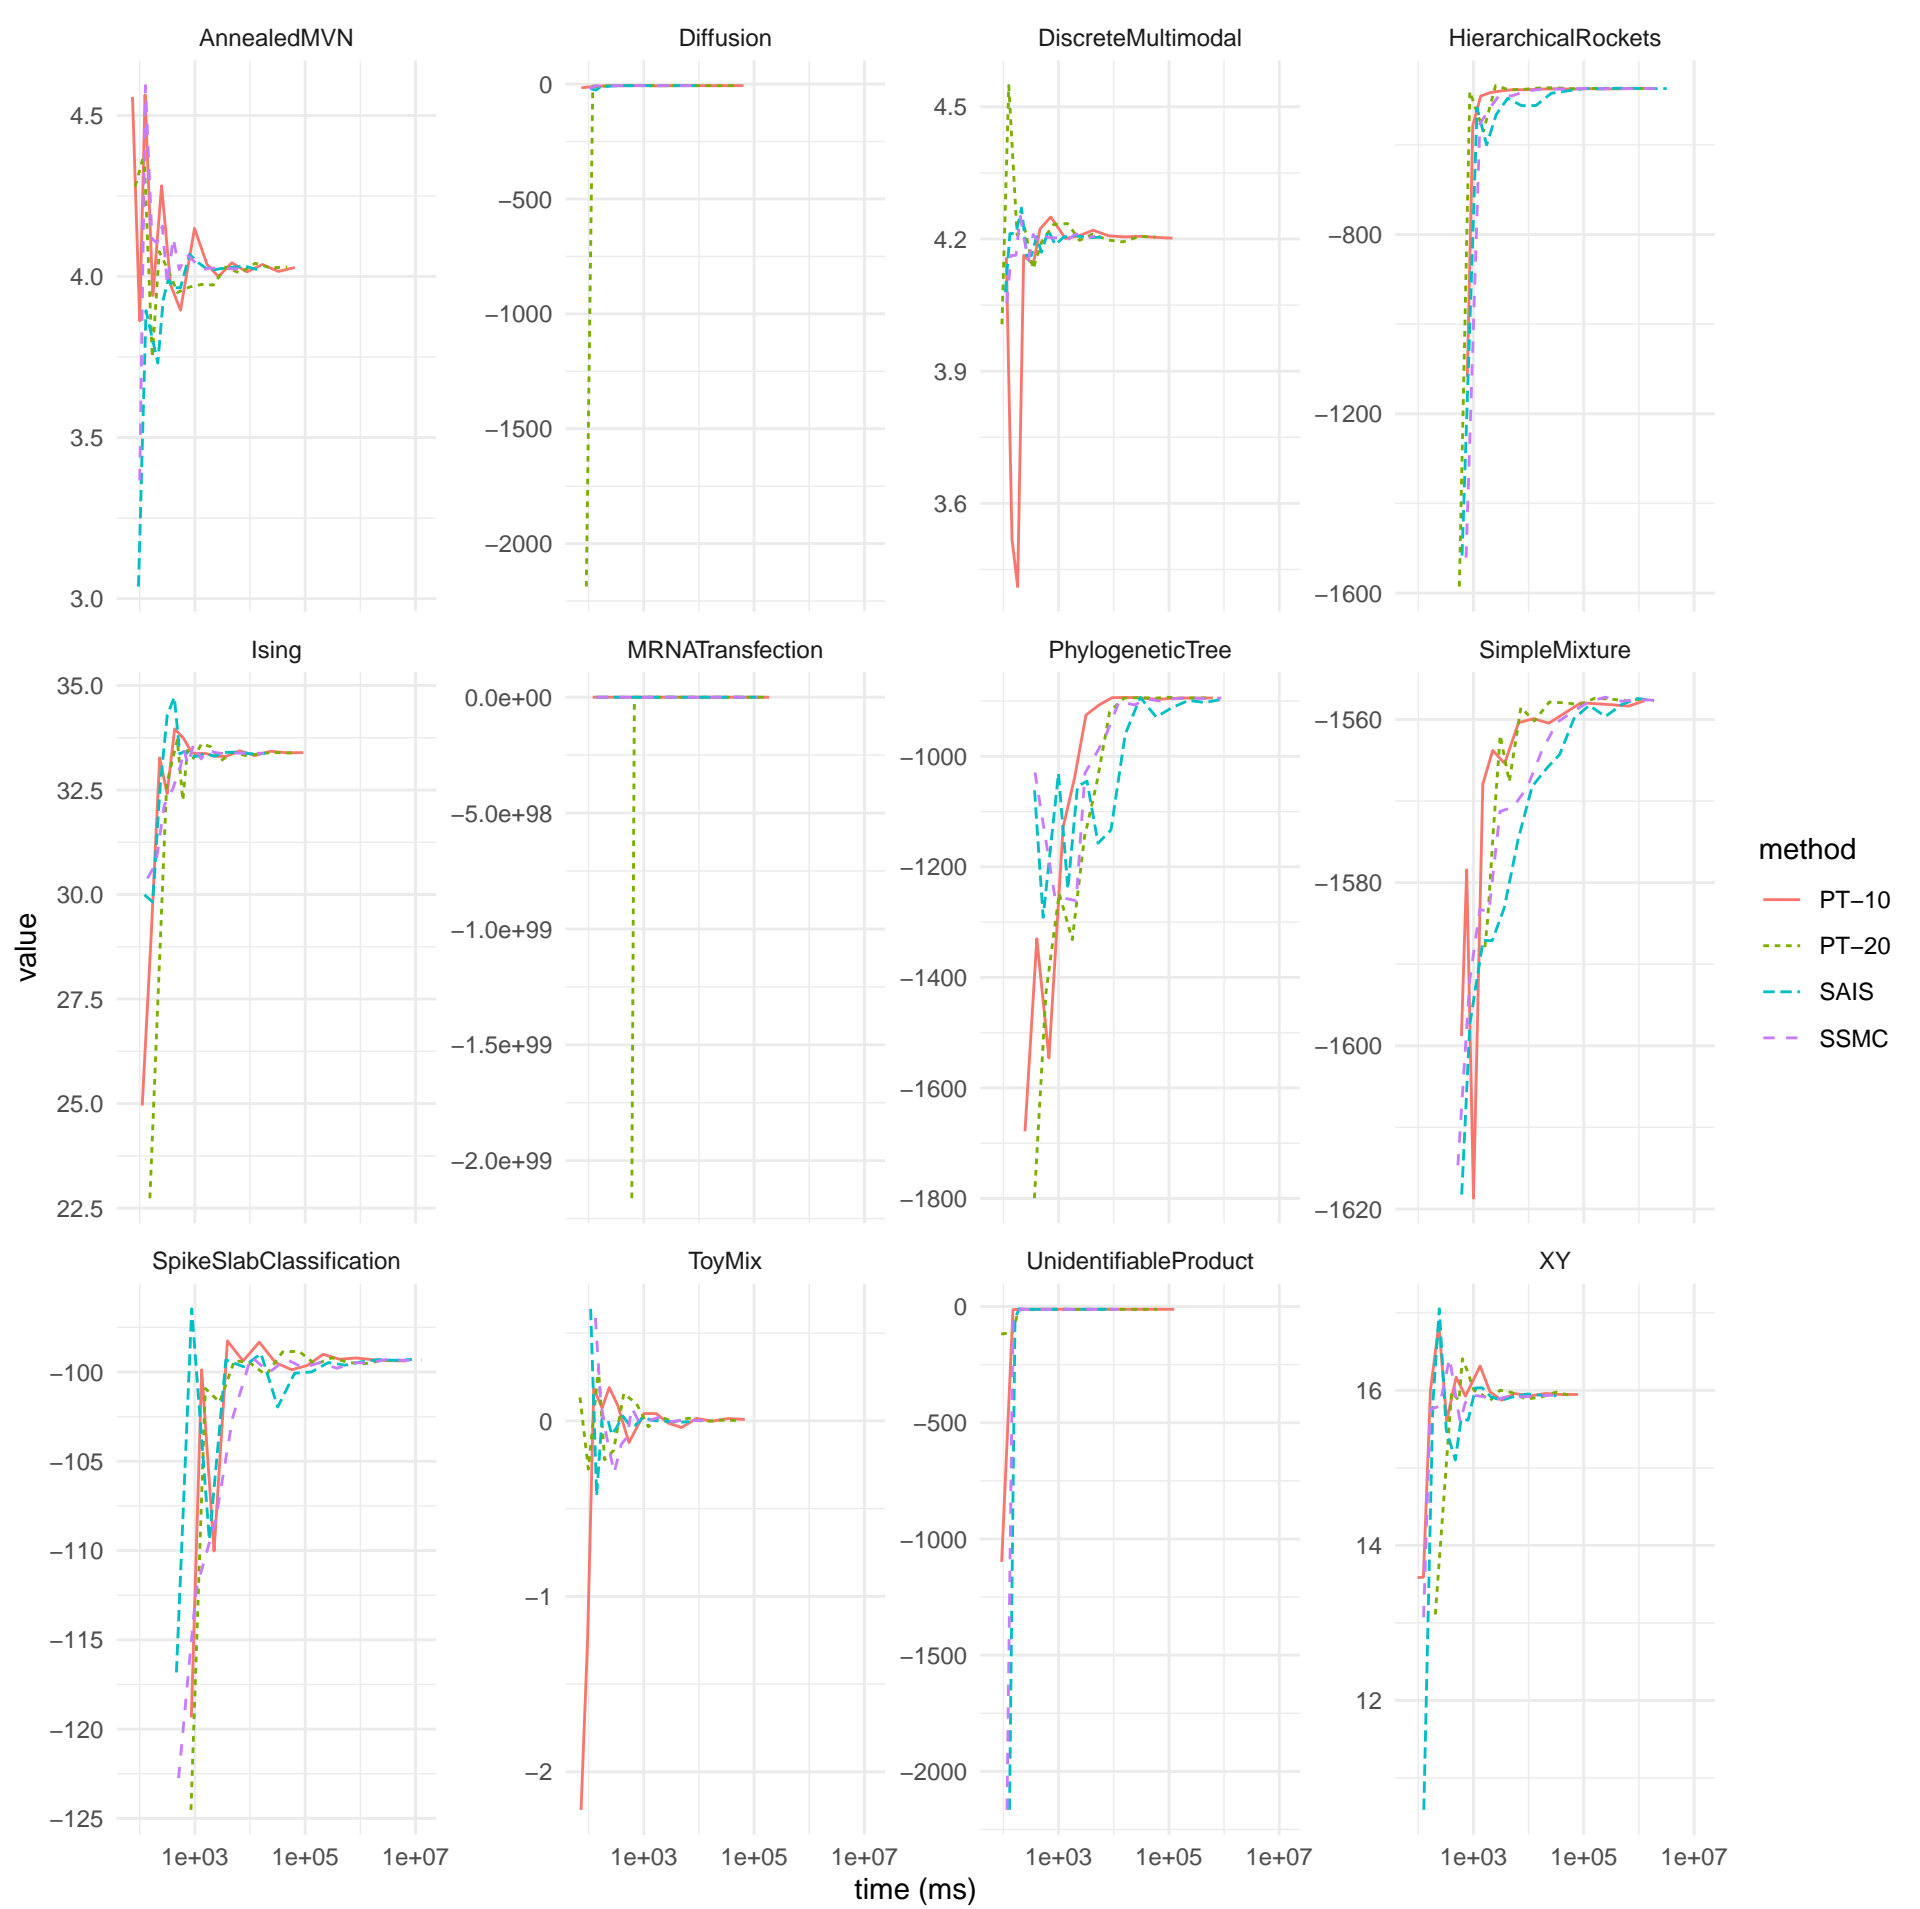 AnnealedMVN
Diffusion
DiscreteMultimodal
HierarchicalRockets
4.5
4.0
3.5
3.0
0
−500
−1000
−1500
−2000
4.5
4.2
3.9
3.6
−800
−1200
−1600
Ising
MRNATransfection
PhylogeneticTree
SimpleMixture
35.0
32.5
30.0
27.5
25.0
22.5
0.0e+00
−5.0e+98
−1.0e+99
−1.5e+99
−2.0e+99
−1000
−1200
−1400
−1600
−1800
−1560
−1580
−1600
−1620
SpikeSlabClassification
ToyMix
UnidentifiableProduct
XY
−100
−105
−110
−115
−120
−125
0
−1
−2
0
−500
−1000
−1500
−2000
16
14
12
1e+03 1e+05 1e+07
1e+03 1e+05 1e+07
1e+03 1e+05 1e+07
1e+03 1e+05 1e+07
time (ms)
value
method
PT−10
PT−20
SAIS
SSMC